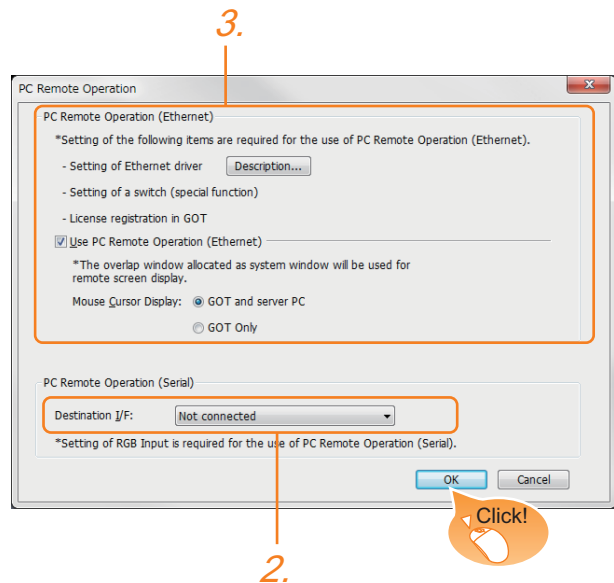 3.
PC Remote Operation
PC Remote Operation (Ethernet)
*Setting of the following items are required for the use of PC Remote Operation (Ethernet).
- Setting of Ethernet driver Description...
- Setting of a switch (special function)
- License registration in GOT
Use PC Remote Operation (Ethernet)
*The overlap window allocated as system window will be used for
remote screen display.
Mouse Cursor Display: GOT and server PC
GOT Only
PC Remote Operation (Serial)
Destination I/F: Not connected
*Setting of RGB Input is required for the use of PC Remote Operation (Serial).
OK Cancel
Click!
2.